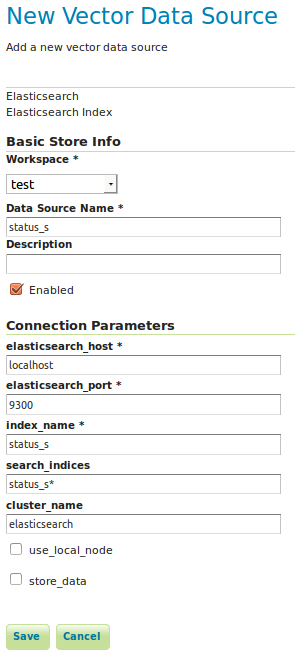 New Vector Data Source
Add a new vector data source
Elasticsearch
Elasticsearch Index
Basic Store Info
Workspace *
test
Data Source Name *
status_s
Description
Enabled
Connection Parameters
elasticsearch_host *
localhost
elasticsearch_port *
9300
index_name *
status_s
search_indices
status_s*
cluster_name
elasticsearch
use_local_node
store_data
Save Cancel